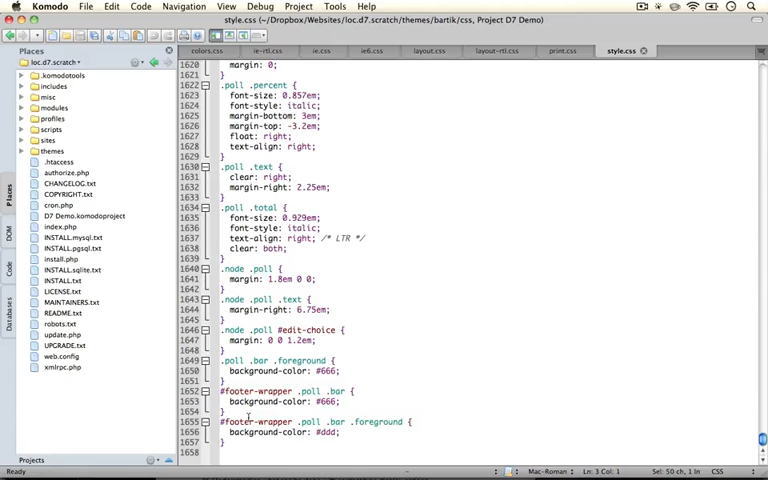 Komodo File Edit Code Navigation View Debug Project Tools Help
style.css (~/Dropbox/Websites/loc.d7.scratch/themes/bartik/css, Project D7 Demo)
Places
colors.css ie-rtl.css ie.css ie6.css layout.css layout-rtl.css print.css style.css
loc.d7.scratch
.komodotools
includes
misc
modules
profiles
scripts
sites
themes
.htaccess
authorize.php
CHANGELOG.txt
COPYRIGHT.txt
cron.php
D7 Demo.komodoproject
index.php
INSTALL.mysql.txt
INSTALL.pgsql.txt
install.php
INSTALL.sqlite.txt
INSTALL.txt
LICENSE.txt
MAINTAINERS.txt
README.txt
robots.txt
update.php
UPGRADE.txt
web.config
xmlrpc.php
Places
DOM
Code
Databases
1620 margin: 0;
1621 }
1622 .poll .percent {
1623 font-size: 0.857em;
1624 font-style: italic;
1625 margin-bottom: 3em;
1626 margin-top: -3.2em;
1627 float: right;
1628 text-align: right;
1629 }
1630 .poll .text {
1631 clear: right;
1632 margin-right: 2.25em;
1633 }
1634 .poll .total {
1635 font-size: 0.929em;
1636 font-style: italic;
1637 text-align: right; /* LTR */
1638 clear: both;
1639 }
1640 .node .poll {
1641 margin: 1.8em 0 0;
1642 }
1643 .node .poll .text {
1644 margin-right: 6.75em;
1645 }
1646 .node .poll #edit-choice {
1647 margin: 0 0 1.2em;
1648 }
1649 .poll .bar .foreground {
1650 background-color: #666;
1651 }
1652 #footer-wrapper .poll .bar {
1653 background-color: #666;
1654 }
1655 #footer-wrapper .poll .bar .foreground {
1656 background-color: #ddd;
1657 }
1658
Projects
Ready Mac-Roman Ln: 3 Col: 1 Sel: 50 ch, 1 ln CSS